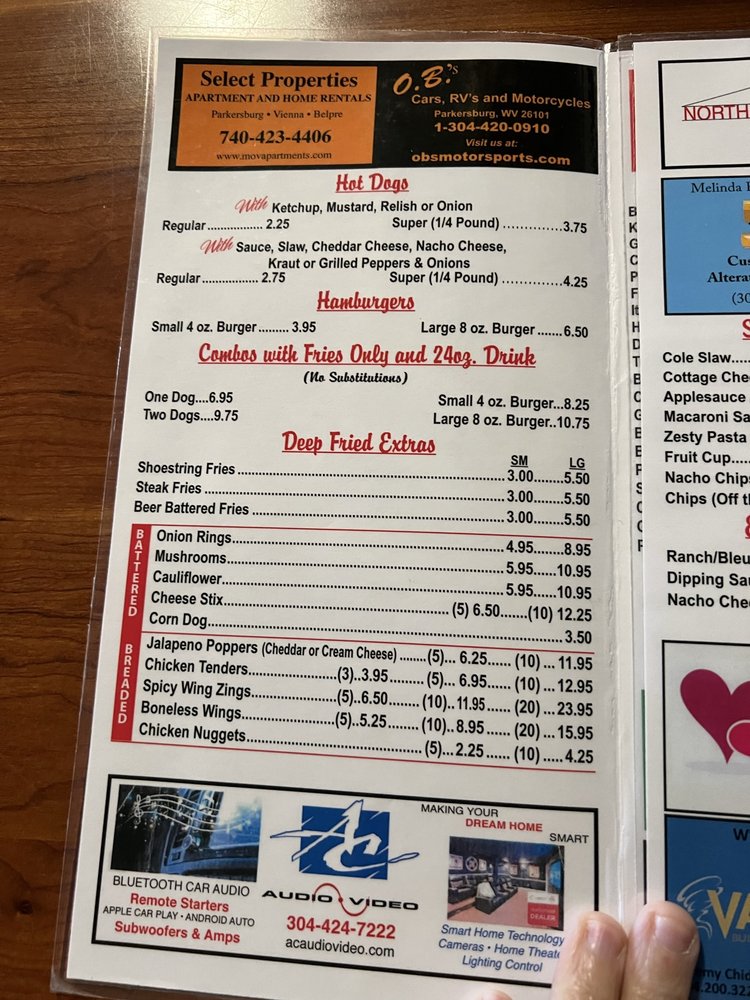 Select Properties
APARTMENT AND HOME RENTALS
Parkersburg • Vienna • Belpre
740-423-4406
www.movapartments.com
O.B.'s
Cars, RV's and Motorcycles
Parkersburg, WV 26101
1-304-420-0910
Visit us at:
obsmotorsports.com
Hot Dogs
With Ketchup, Mustard, Relish or Onion
Regular ................ 2.25 Super (1/4 Pound) ..............3.75
With Sauce, Slaw, Cheddar Cheese, Nacho Cheese,
Kraut or Grilled Peppers & Onions
Regular ................. 2.75 Super (1/4 Pound) ..............4.25
Hamburgers
Small 4 oz. Burger ......... 3.95 Large 8 oz. Burger .......6.50
Combos with Fries Only and 24oz. Drink
(No Substitutions)
One Dog....6.95 Small 4 oz. Burger...8.25
Two Dogs....9.75 Large 8 oz. Burger..10.75
Deep Fried Extras
SM LG
Shoestring Fries ........ 3.00.......5.50
Steak Fries ........ 3.00.......5.50
Beer Battered Fries ........ 3.00.......5.50
BATTERED
Onion Rings........ 4.95.......8.95
Mushrooms........ 5.95.....10.95
Cauliflower........ 5.95.....10.95
Cheese Stix........ (5) 6.50......(10) 12.25
Corn Dog........ 3.50
BREADED
Jalapeno Poppers (Cheddar or Cream Cheese) .......(5)... 6.25 ...... (10) ... 11.95
Chicken Tenders........(3)..3.95 ........(5)... 6.95 ..... (10) ... 12.95
Spicy Wing Zings........(5)..6.50 ........(10).. 11.95 ...... (20) ... 23.95
Boneless Wings........(5)..5.25 ........(10).. 8.95 ...... (20) ... 15.95
Chicken Nuggets........(5)... 2.25 ...... (10) ..... 4.25
BLUETOOTH CAR AUDIO
Remote Starters
APPLE CAR PLAY • ANDROID AUTO
Subwoofers & Amps
AC
AUDIO VIDEO
304-424-7222
acaudiovideo.com
MAKING YOUR
DREAM HOME
SMART
DEALER
Smart Home Technology
Cameras • Home Theate
Lighting Control
NORTH
Melinda
Cus
Altera
(30
Cole Slaw....
Cottage Che
Applesauce
Macaroni Sa
Zesty Pasta
Fruit Cup.....
Nacho Chips
Chips (Off th
Ranch/Bleu
Dipping Sau
Nacho Chee
W
VA
BU
my Chi
4.200.32